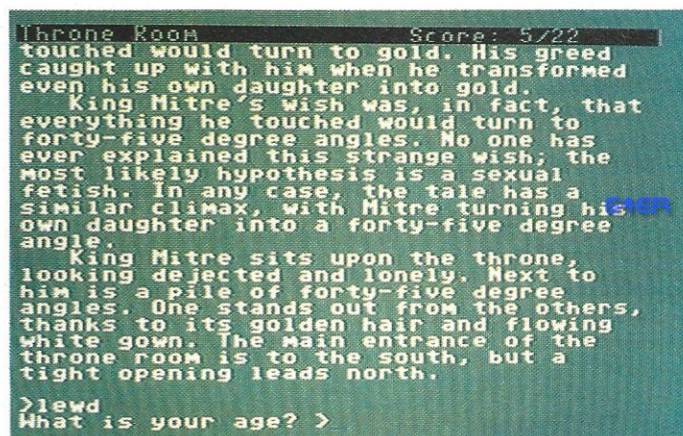 Throne Room Score: 5/22
touched would turn to gold. His greed
caught up with him when he transformed
even his own daughter into gold.
King Mitre's wish was, in fact, that
everything he touched would turn to
forty-five degree angles. No one has
ever explained this strange wish; the
most likely hypothesis is a sexual
fetish. In any case, the tale has a
similar climax, with Mitre turning his
own daughter into a forty-five degree
angle.
King Mitre sits upon the throne,
looking dejected and lonely. Next to
him is a pile of forty-five degree
angles. One stands out from the others,
thanks to its golden hair and flowing
white gown. The main entrance of the
throne room is to the south, but a
tight opening leads north.
>lewd
What is your age? >